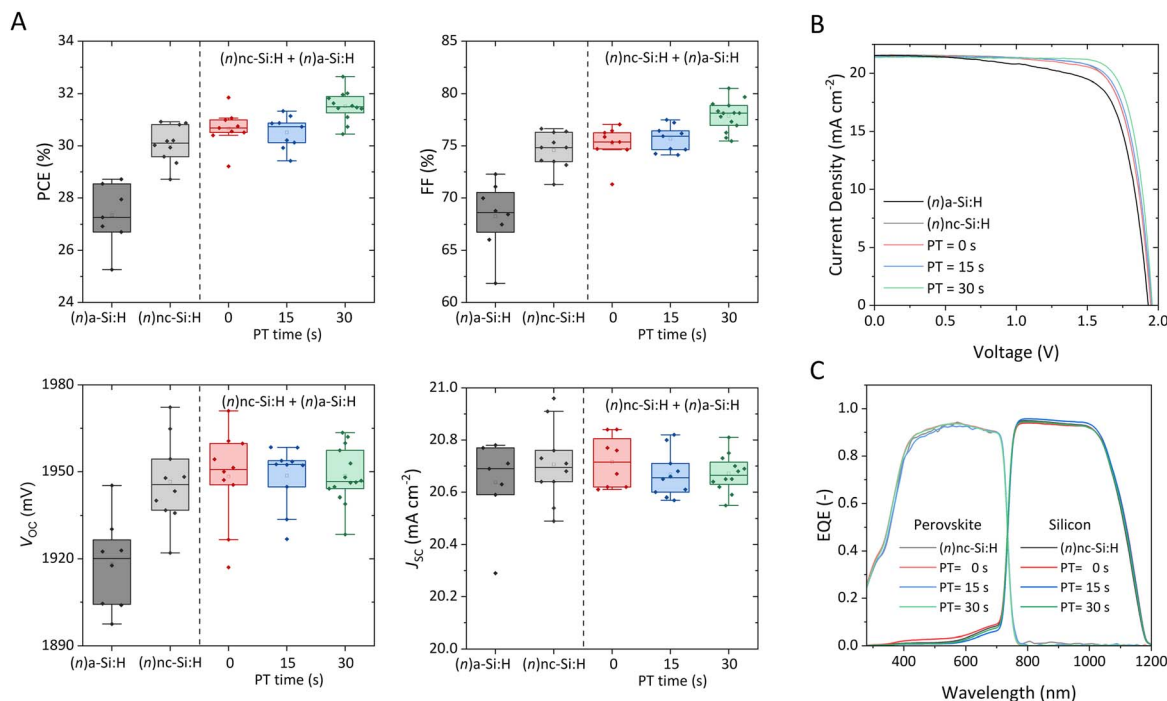 A
PCE (%)
34
32
30
28
26
24
(n)nc-Si:H + (n)a-Si:H
(n)a-Si:H (n)nc-Si:H 0 15 30
PT time (s)
FF (%)
85
80
75
70
65
60
(n)nc-Si:H + (n)a-Si:H
(n)a-Si:H (n)nc-Si:H 0 15 30
PT time (s)
VOC (mV)
1980
1950
1920
1890
(n)nc-Si:H + (n)a-Si:H
(n)a-Si:H (n)nc-Si:H 0 15 30
PT time (s)
JSC (mA cm-2)
21.0
20.8
20.6
20.4
20.2
20.0
(n)nc-Si:H + (n)a-Si:H
(n)a-Si:H (n)nc-Si:H 0 15 30
PT time (s)
B
Current Density (mA cm-2)
20
15
10
5
0
(n)a-Si:H
(n)nc-Si:H
PT = 0 s
PT = 15 s
PT = 30 s
0.0 0.5 1.0 1.5 2.0
Voltage (V)
C
EQE (-)
1.0
0.8
0.6
0.4
0.2
0.0
Perovskite Silicon
(n)nc-Si:H (n)nc-Si:H
PT= 0 s PT= 0 s
PT= 15 s PT= 15 s
PT= 30 s PT= 30 s
400 600 800 1000 1200
Wavelength (nm)